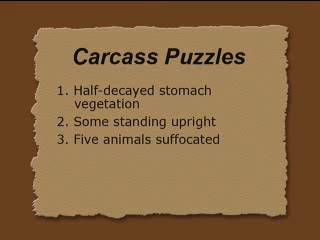 Carcass Puzzles
1. Half-decayed stomach
vegetation
2. Some standing upright
3. Five animals suffocated